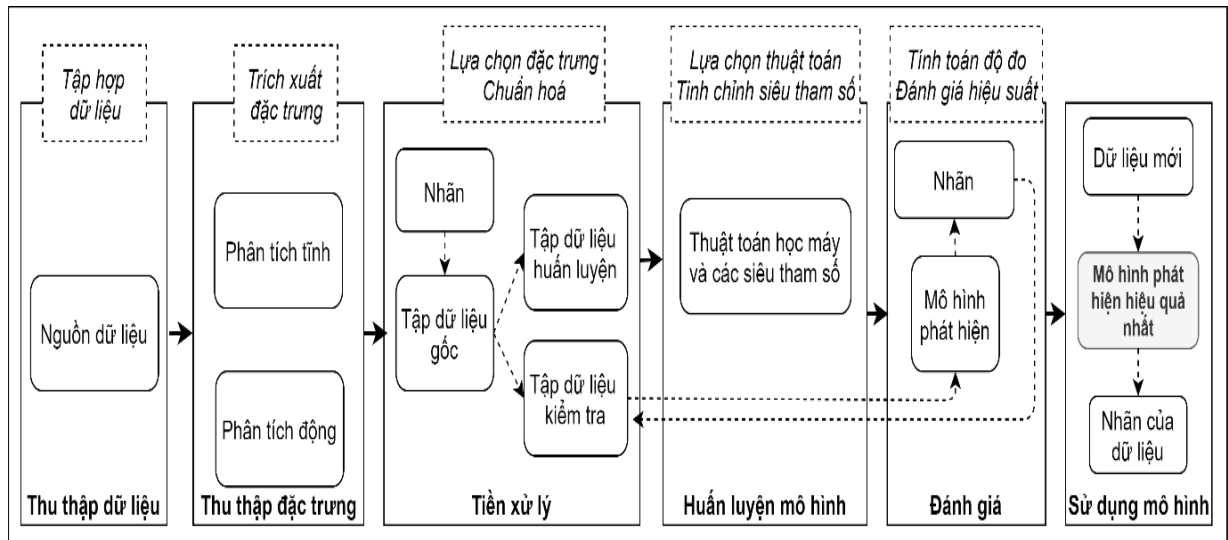 Tập hợp
dữ liệu
Nguồn dữ liệu
Thu thập dữ liệu
Trích xuất
đặc trưng
Phân tích tĩnh
Phân tích động
Thu thập đặc trưng
Lựa chọn đặc trưng
Chuẩn hoá
Nhãn
Tập dữ liệu
gốc
Tập dữ liệu
huấn luyện
Tập dữ liệu
kiểm tra
Tiền xử lý
Lựa chọn thuật toán
Tinh chỉnh siêu tham số
Thuật toán học máy
và các siêu tham số
Huấn luyện mô hình
Tính toán độ đo
Đánh giá hiệu suất
Nhãn
Mô hình
phát hiện
Đánh giá
Dữ liệu mới
Mô hình phát
hiện hiệu quả
nhất
Nhãn của
dữ liệu
Sử dụng mô hình